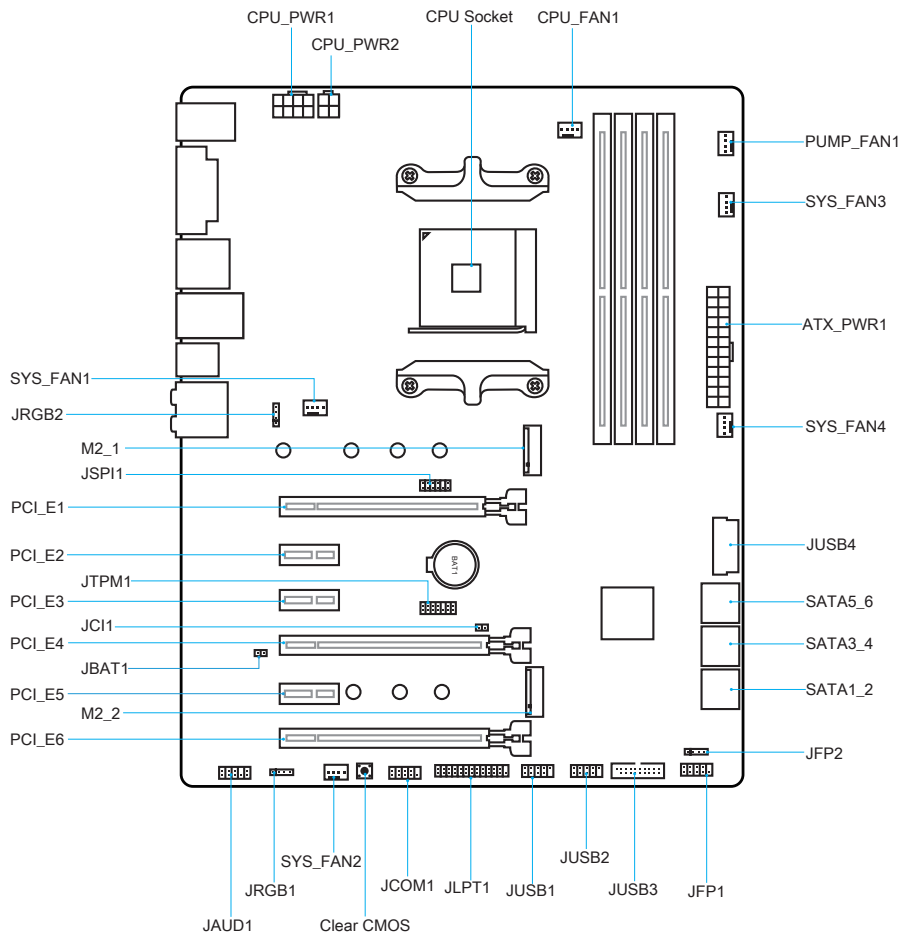 CPU_PWR1
CPU Socket
CPU_FAN1
CPU_PWR2
PUMP_FAN1
SYS_FAN3
ATX_PWR1
SYS_FAN1
JRGB2
SYS_FAN4
M2_1
JSPI1
PCI_E1
JUSB4
PCI_E2
BAT1
JTPM1
PCI_E3
SATA5_6
JCI1
PCI_E4
SATA3_4
JBAT1
PCI_E5
SATA1_2
M2_2
PCI_E6
JFP2
SYS_FAN2
JUSB2
JRGB1
JCOM1
JLPT1
JUSB1
JUSB3
JFP1
JAUD1
Clear CMOS